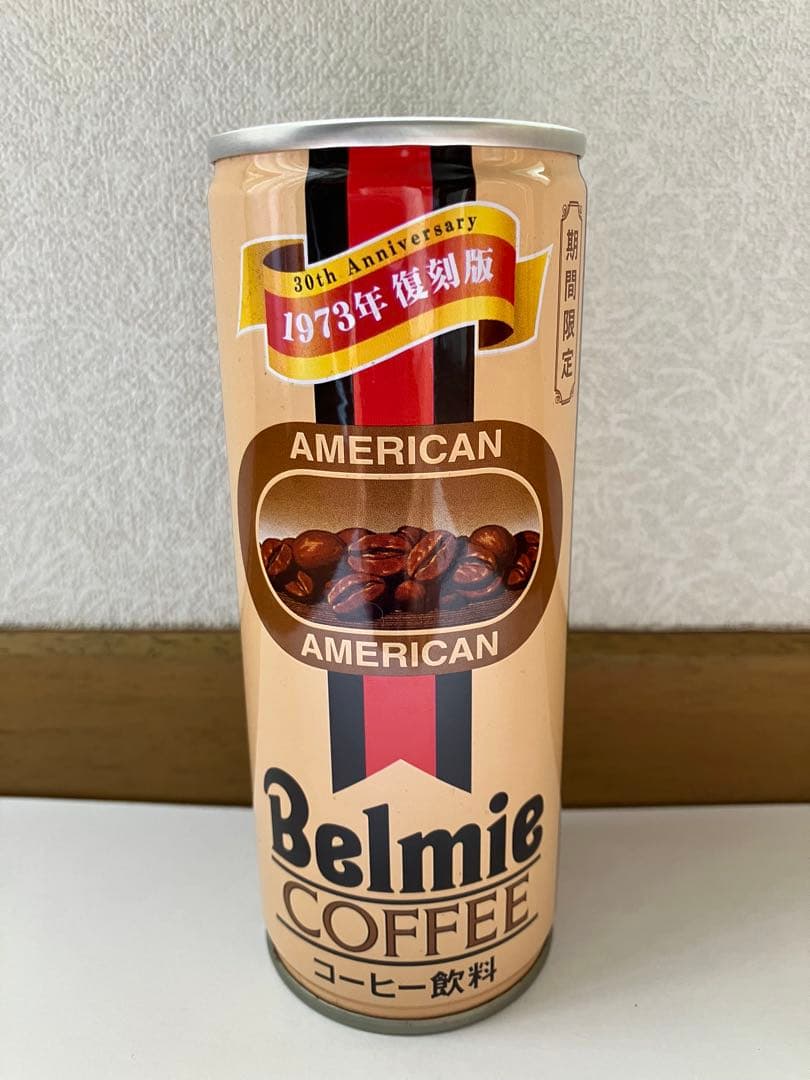 30th Anniversary
1973年 復刻版
期間限定
AMERICAN
AMERICAN
Belmie
COFFEE
コーヒー飲料